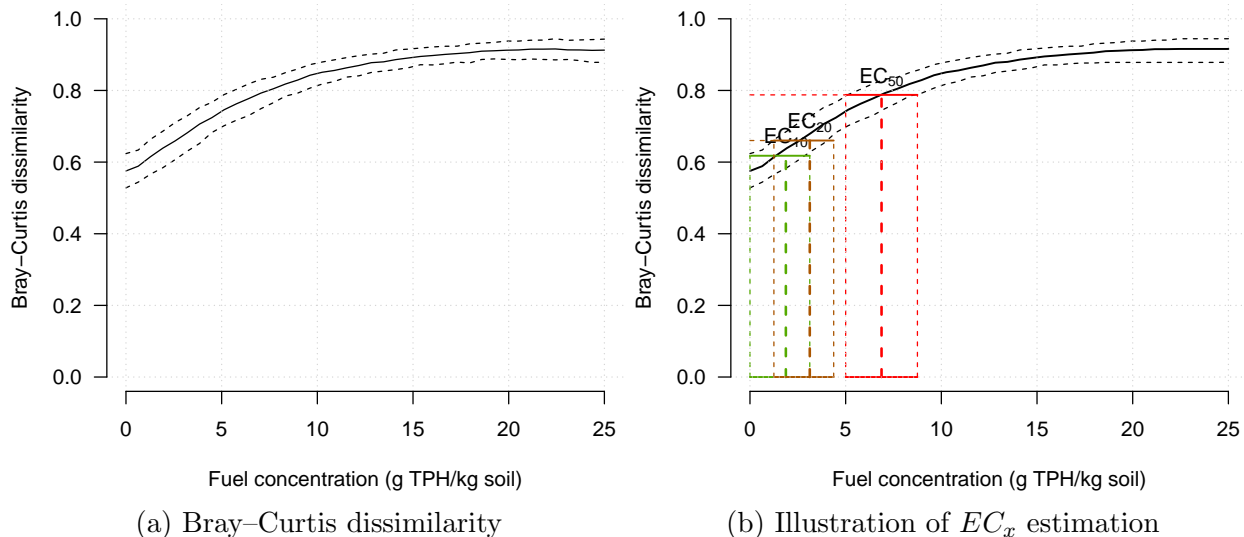 Bray−Curtis dissimilarity
1.0
0.8
0.6
0.4
0.2
0.0
0 5 10 15 20 25
Fuel concentration (g TPH/kg soil)
(a) Bray–Curtis dissimilarity
Bray−Curtis dissimilarity
1.0
0.8
0.6
0.4
0.2
0.0
EC50
EC20
EC10
0 5 10 15 20 25
Fuel concentration (g TPH/kg soil)
(b) Illustration of ECx estimation